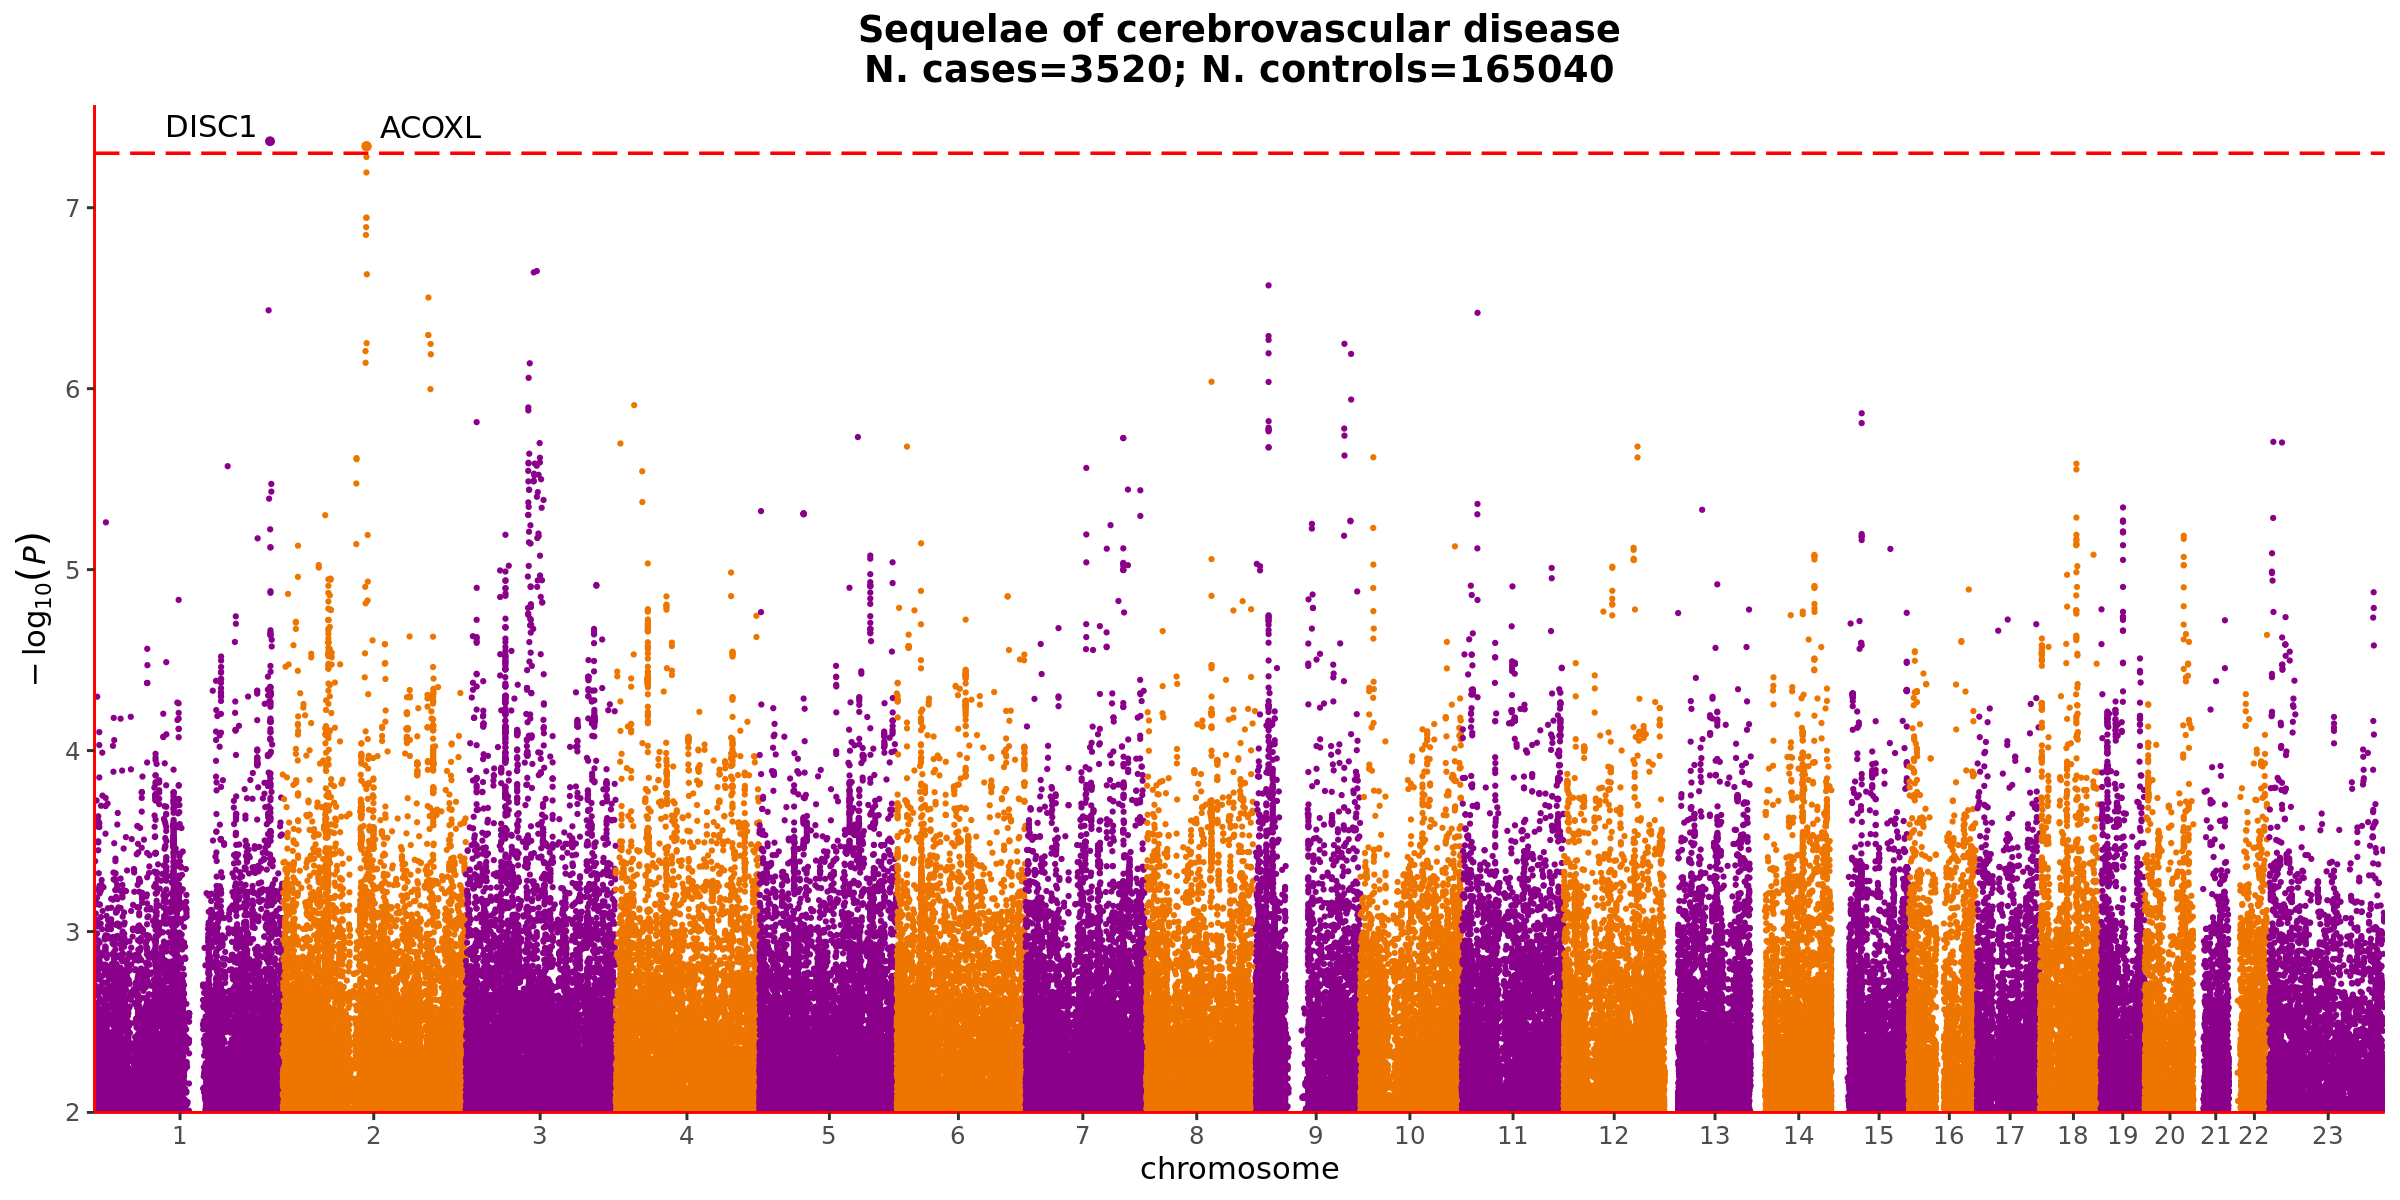 Sequelae of cerebrovascular disease
N. cases=3520; N. controls=165040
DISC1
ACOXL
7
6
5
4
3
2
−log10(P)
1 2 3 4 5 6 7 8 9 10 11 12 13 14 15 16 17 18 19 20 21 22 23
chromosome